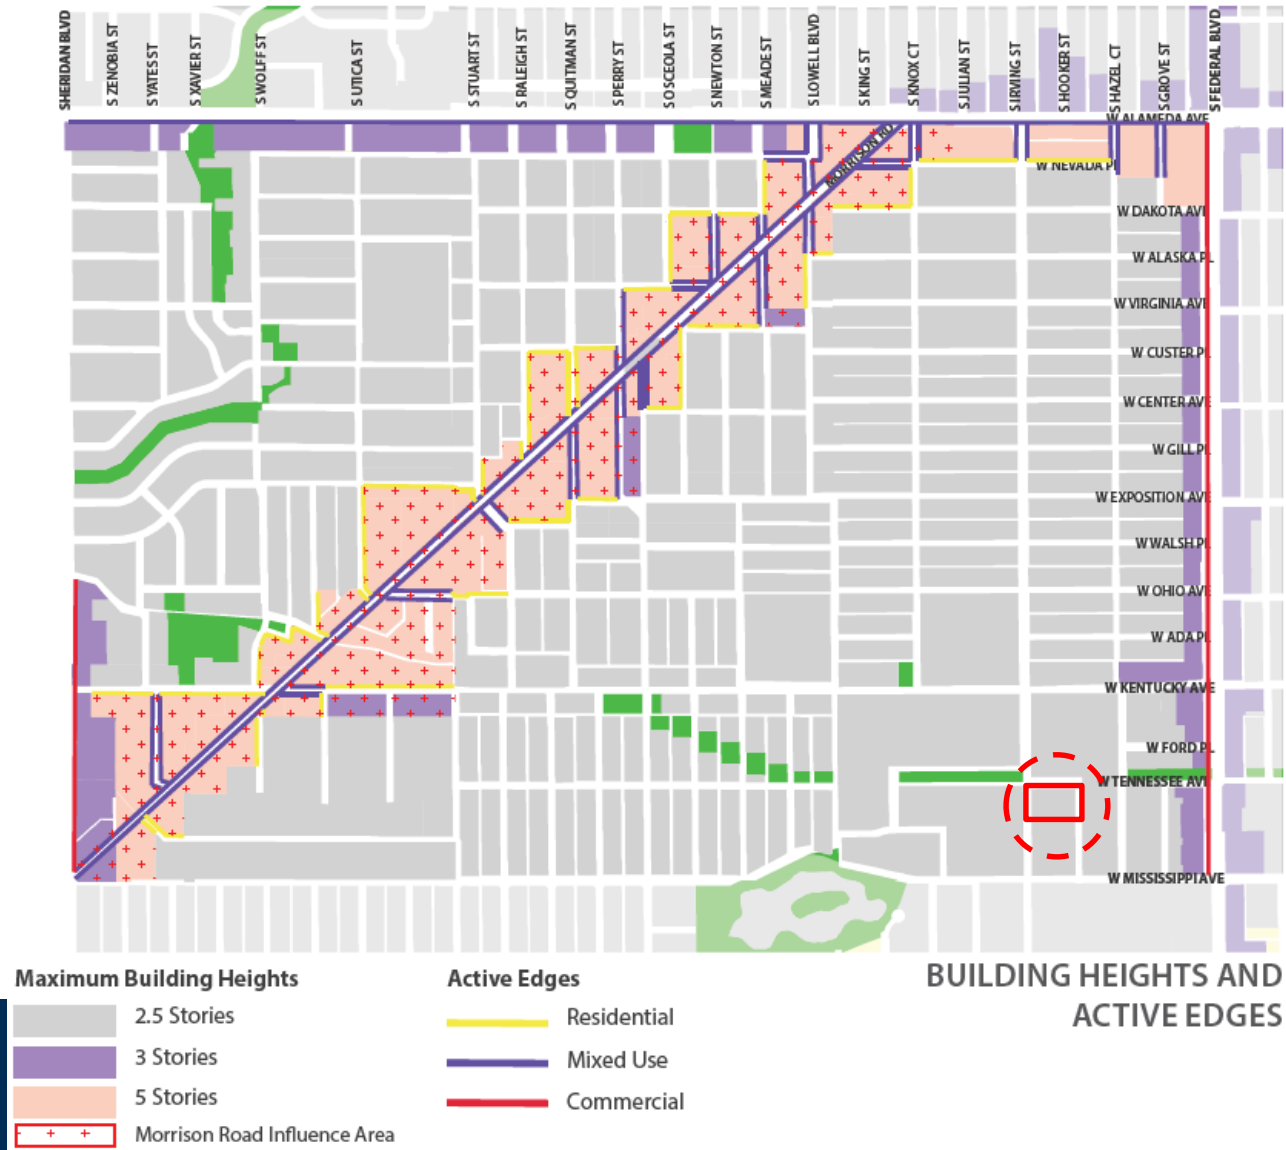 SHERIDAN BLVD
S ZENOBIA ST
S YATES ST
S XAVIER ST
S WOLFF ST
S UTICA ST
S STUART ST
S RALEIGH ST
S QUITMAN ST
S PERRY ST
S OSCEOLA ST
S NEWTON ST
S MEADE ST
S LOWELL BLVD
S KING ST
S KNOX CT
S JULIAN ST
S IRVING ST
S HOOKER ST
S HAZEL CT
S GROVE ST
S FEDERAL BLVD
W ALAMEDA AVE
MORRISON RD
W NEVADA PL
W DAKOTA AVE
W ALASKA PL
W VIRGINIA AVE
W CUSTER PL
W CENTER AVE
W GILL PL
W EXPOSITION AVE
W WALSH PL
W OHIO AVE
W ADA PL
W KENTUCKY AVE
W FORD PL
W TENNESSEE AVE
W MISSISSIPPI AVE
BUILDING HEIGHTS AND
ACTIVE EDGES
Maximum Building Heights
2.5 Stories
3 Stories
5 Stories
Morrison Road Influence Area
Active Edges
Residential
Mixed Use
Commercial